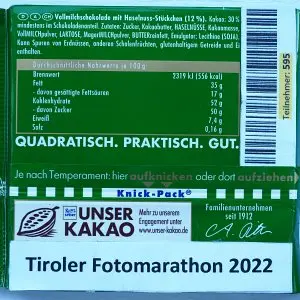 Vollmilchschokolade mit Haselnuss-Stückchen (12 %). Kakao: 30 %
mindestens im Schokoladenanteil. Zutaten: Zucker, Kakaobutter, HASELNÜSSE, Kakaomasse,
VollMILCHpulver, LAKTOSE, MagerMILCHpulver, BUTTERreinfett, Emulgator: Lecithine (SOJA).
Kann Spuren von Erdnüssen, anderen Schalenfrüchten, glutenhaltigem Getreide und Ei
enthalten.
Durchschnittliche Nährwerte in 100 g:
Brennwert 2319 kJ (556 kcal)
Fett 35 g
- davon gesättigte Fettsäuren 17 g
Kohlenhydrate 52 g
- davon Zucker 50 g
Eiweiß 7,4 g
Salz 0,16 g
Teilnehmer: 595
QUADRATISCH. PRAKTISCH. GUT.
Je nach Temperament: hier aufknicken oder dort aufziehen!
Knick-Pack®
UNSER
KAKAO
Mehr zu unserem
Engagement unter
www.ritter-sport.de
Familienunternehmen
seit 1912
Tiroler Fotomarathon 2022